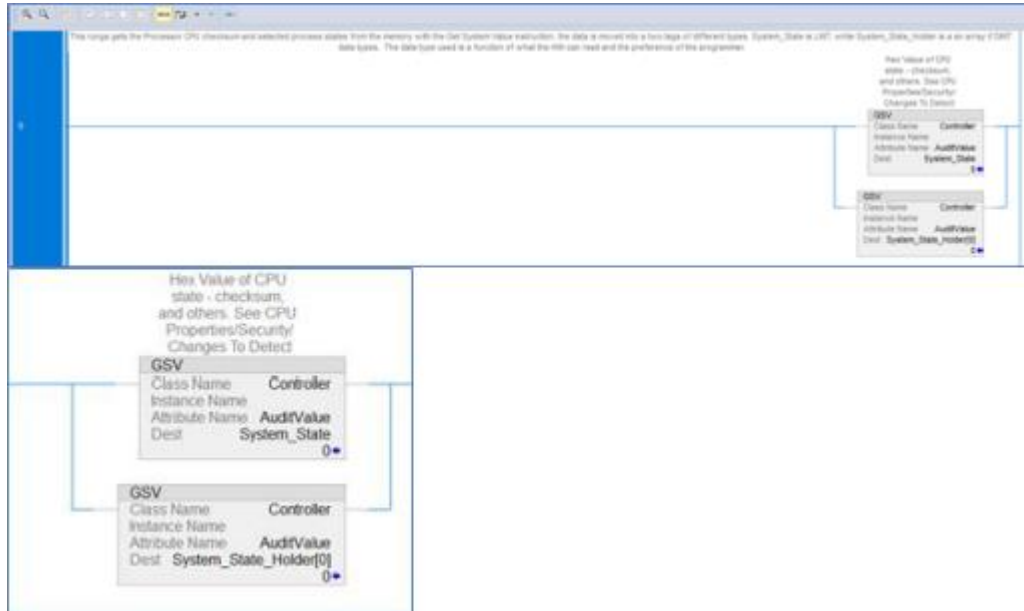 This runge gets the Processor CPU checksum and selected process states from the memory with the Get System Value instruction. the data is moved into a two tags of different types. System_State is LINT, while System_State_Holder is a an array if DINT
data types. The data type used is a function of what the HMI can read and the preference of the programmer.
Hex Value of CPU
state - checksum,
and others. See CPU
Properties/Security/
Changes To Detect
GSV
Class Name Controller
Instance Name
Attribute Name AuditValue
Dest System_State
0
GSV
Class Name Controller
Instance Name
Attribute Name AuditValue
Dest System_State_Holder[0]
0
Hex Value of CPU
state - checksum,
and others. See CPU
Properties/Security/
Changes To Detect
GSV
Class Name Controller
Instance Name
Attribute Name AuditValue
Dest System_State
0
GSV
Class Name Controller
Instance Name
Attribute Name AuditValue
Dest System_State_Holder[0]
0